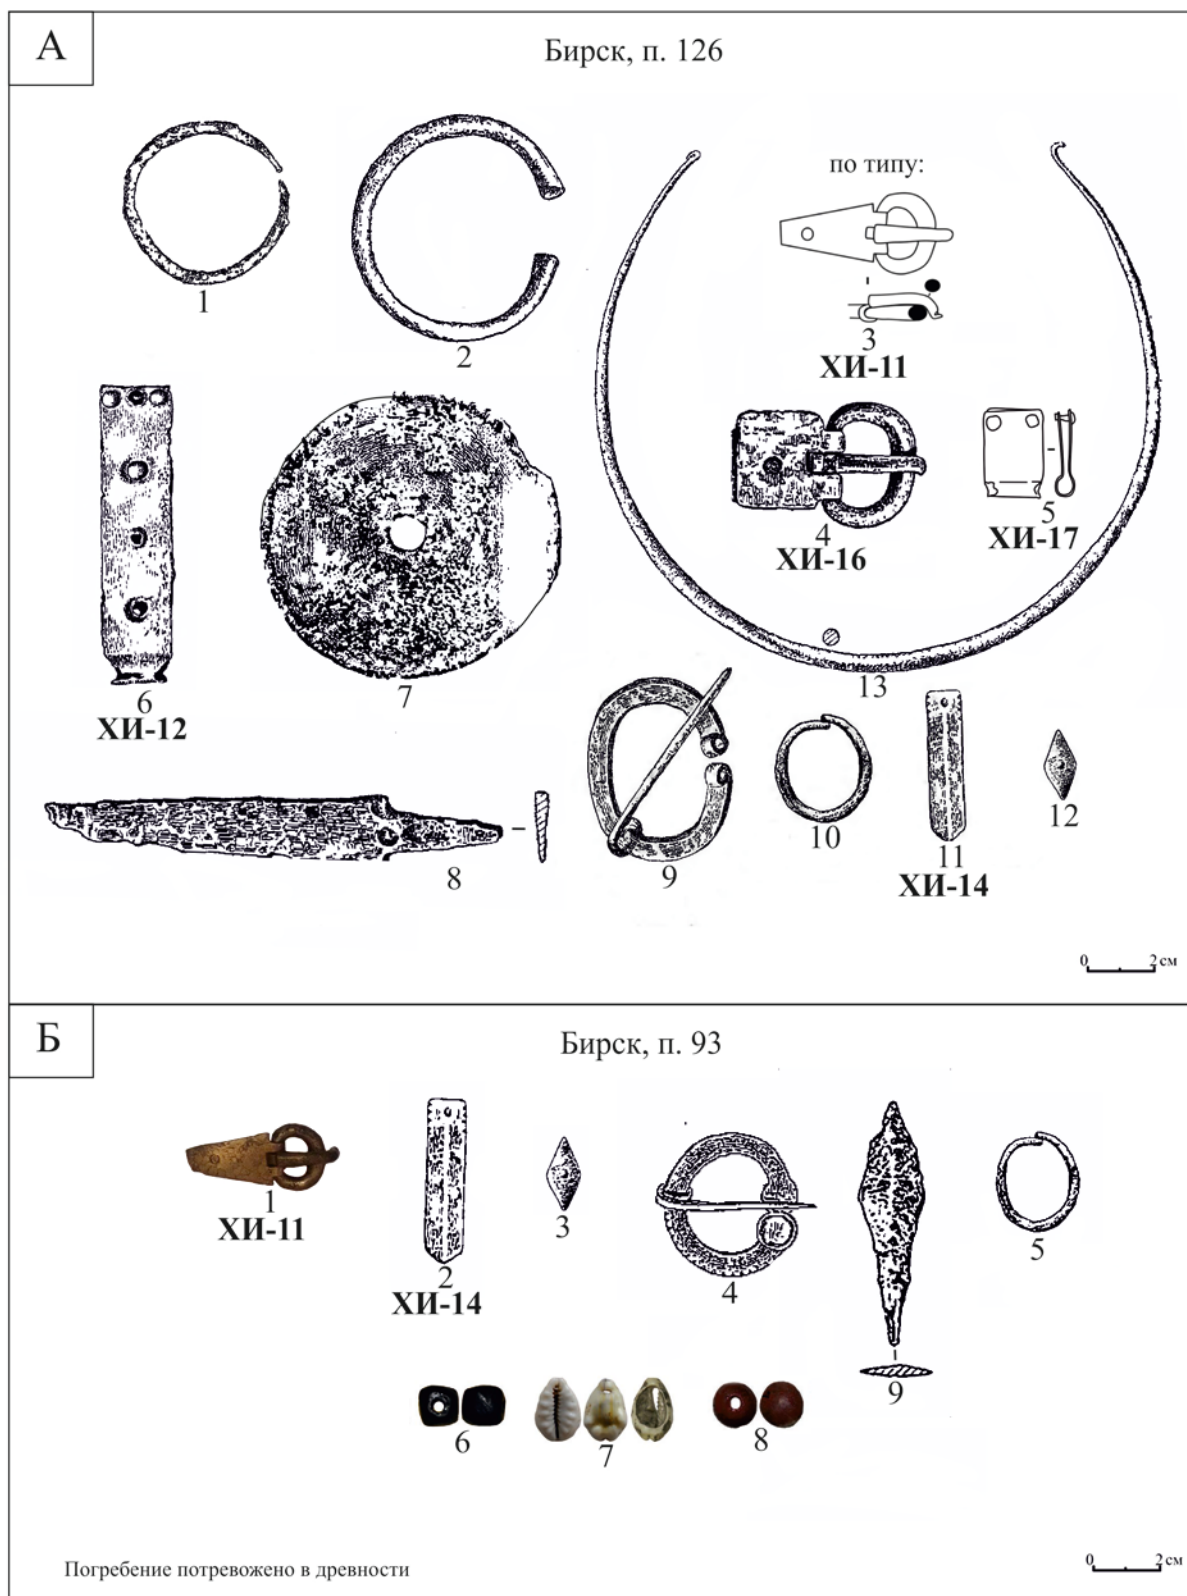 А
Бирск, п. 126
по типу:
1
2
3
ХИ-11
4
ХИ-16
5
ХИ-17
6
ХИ-12
7
13
8
9
10
11
ХИ-14
12
0 2 см
Б
Бирск, п. 93
1
ХИ-11
2
ХИ-14
3
4
9
5
6
7
8
Погребение потревожено в древности
0 2 см